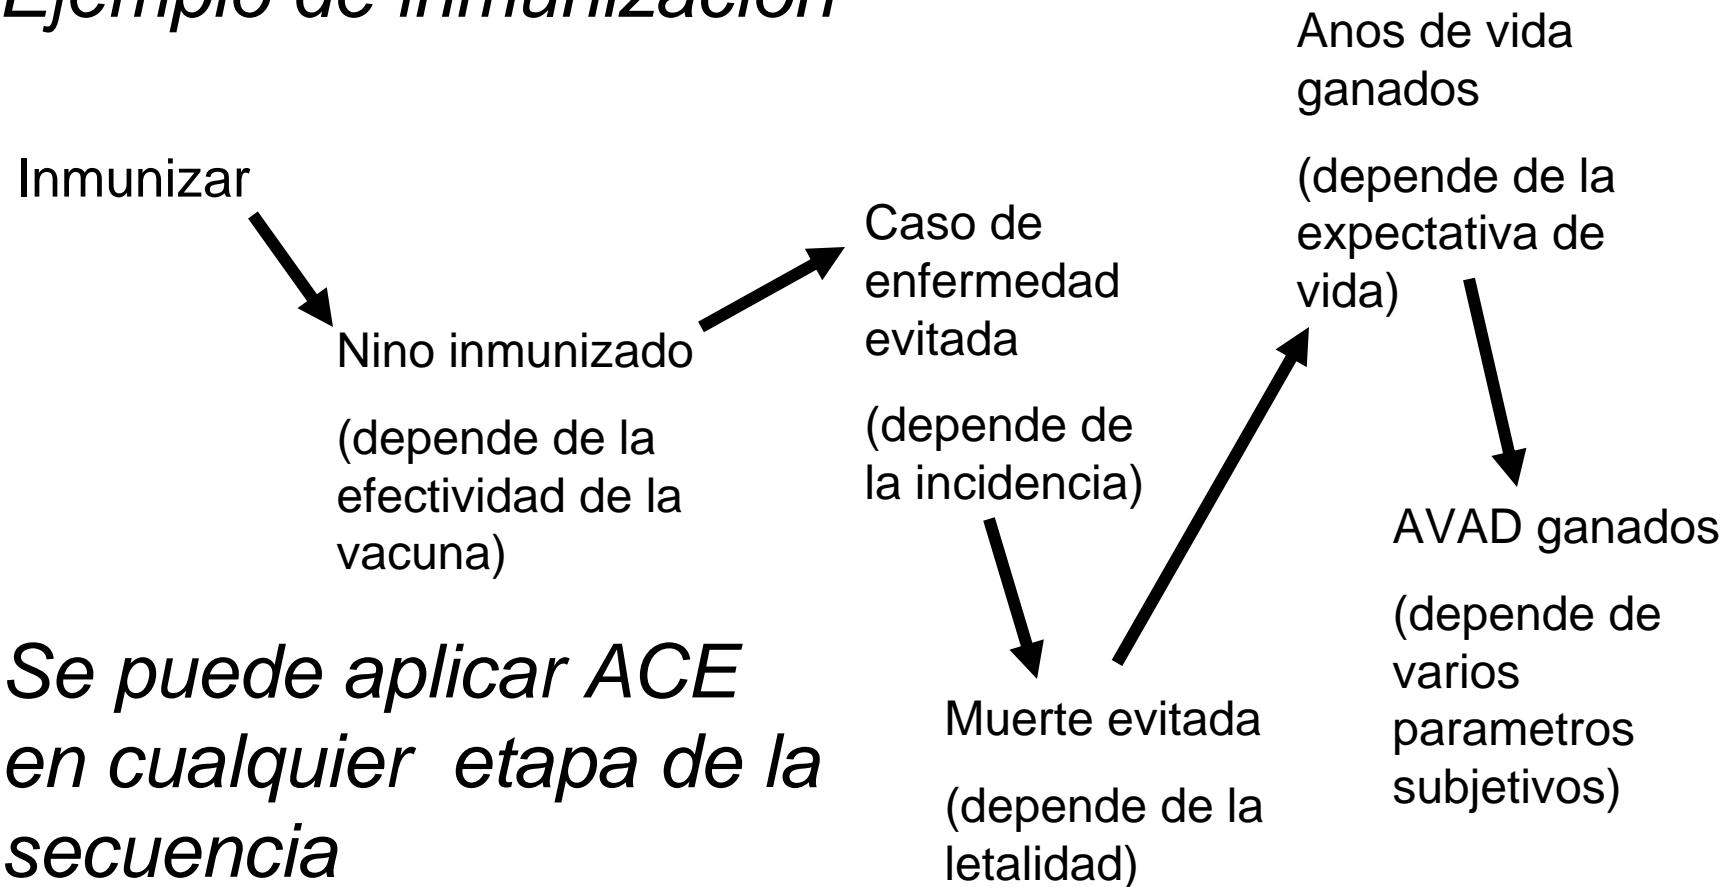 Ejemplo de inmunización
Inmunizar
Nino inmunizado
(depende de la
efectividad de la
vacuna)
Caso de
enfermedad
evitada
(depende de
la incidencia)
Muerte evitada
(depende de la
letalidad)
Anos de vida
ganados
(depende de la
expectativa de
vida)
AVAD ganados
(depende de
varios
parametros
subjetivos)
Se puede aplicar ACE
en cualquier  etapa de la
secuencia